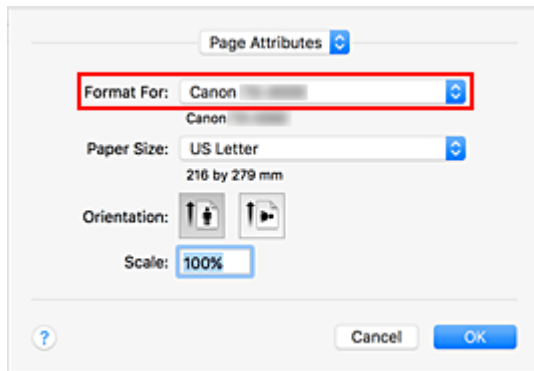 Page Attributes
Format For: Canon
Canon
Paper Size: US Letter
216 by 279 mm
Orientation:
Scale: 100%
? Cancel OK